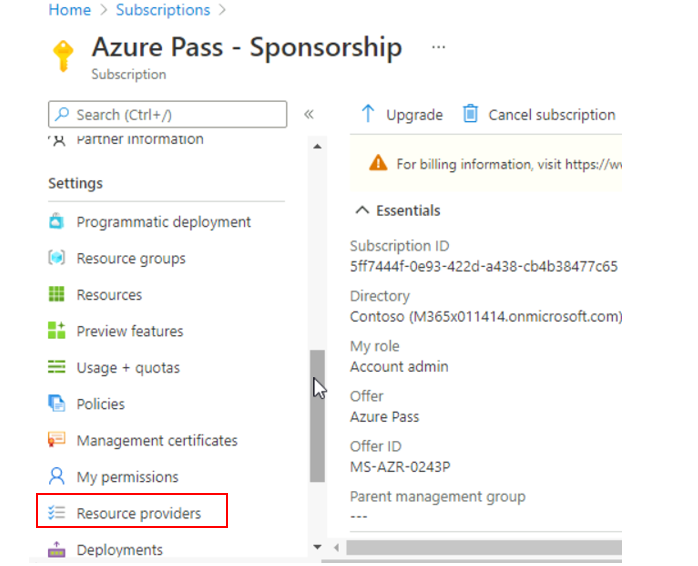 Home > Subscriptions >
Azure Pass - Sponsorship ...
Subscription
Search (Ctrl+/)
«
Partner information
Settings
Programmatic deployment
Resource groups
Resources
Preview features
Usage + quotas
Policies
Management certificates
My permissions
Resource providers
Deployments
Upgrade
Cancel subscription
For billing information, visit https://w
Essentials
Subscription ID
5ff7444f-0e93-422d-a438-cb4b38477c65
Directory
Contoso (M365x011414.onmicrosoft.com)
My role
Account admin
Offer
Azure Pass
Offer ID
MS-AZR-0243P
Parent management group
---